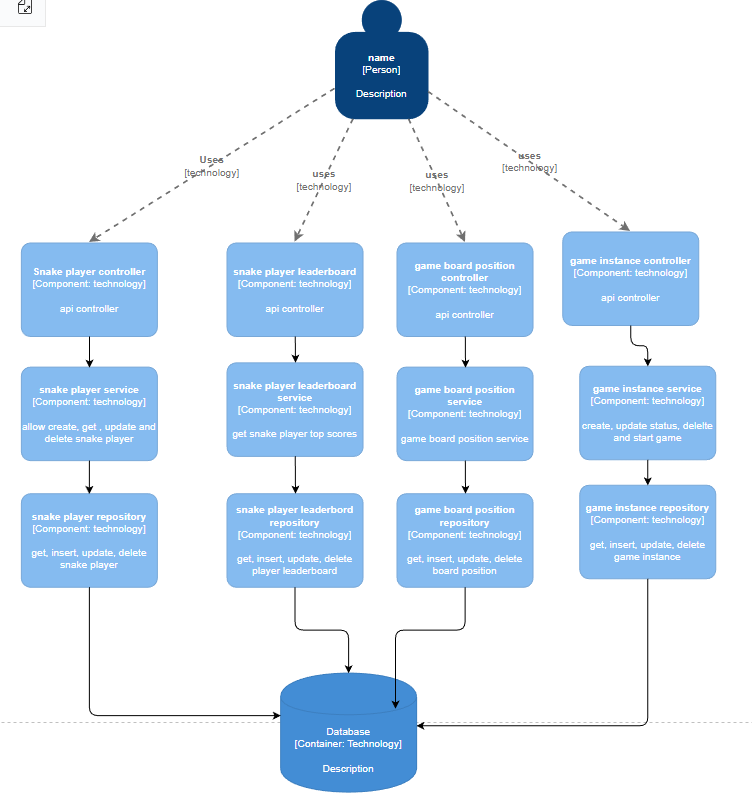 name
[Person]
Description
Uses
[technology]
uses
[technology]
uses
[technology]
uses
[technology]
Snake player controller
[Component: technology]
api controller
snake player leaderboard
[Component: technology]
api controller
game board position
controller
[Component: technology]
api controller
game instance controller
[Component: technology]
api controller
snake player service
[Component: technology]
allow create, get , update and
delete snake player
snake player leaderboard
service
[Component: technology]
get snake player top scores
game board position
service
[Component: technology]
game board position service
game instance service
[Component: technology]
create, update status, delelte
and start game
snake player repository
[Component: technology]
get, insert, update, delete
snake player
snake player leaderbord
repository
[Component: technology]
get, insert, update, delete
player leaderboard
game board position
repository
[Component: technology]
get, insert, update, delete
board position
game instance repository
[Component: technology]
get, insert, update, delete
game instance
Database
[Container: Technology]
Description